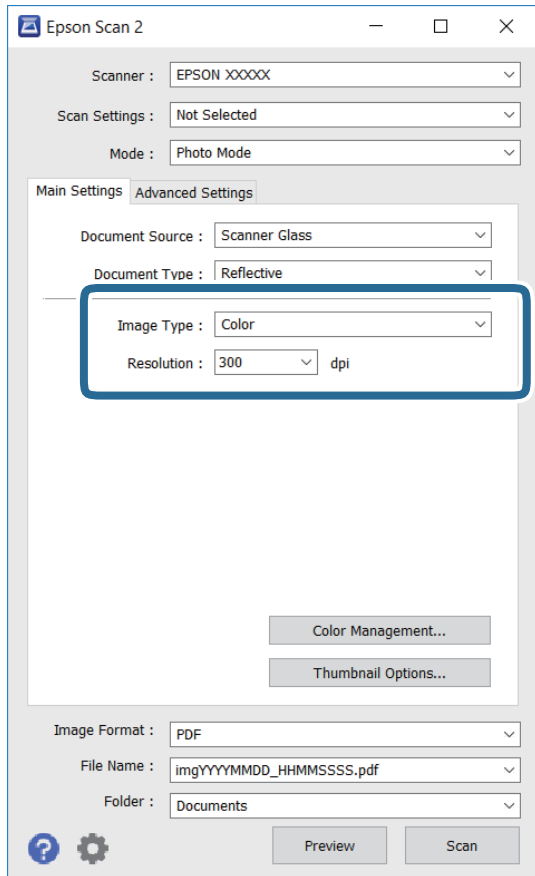 Epson Scan 2
Scanner : EPSON XXXXX
Scan Settings : Not Selected
Mode : Photo Mode
Main Settings Advanced Settings
Document Source : Scanner Glass
Document Type : Reflective
Image Type : Color
Resolution : 300 dpi
Color Management...
Thumbnail Options...
Image Format : PDF
File Name : imgYYYYMMDD_HHMMSSSS.pdf
Folder : Documents
? Preview Scan